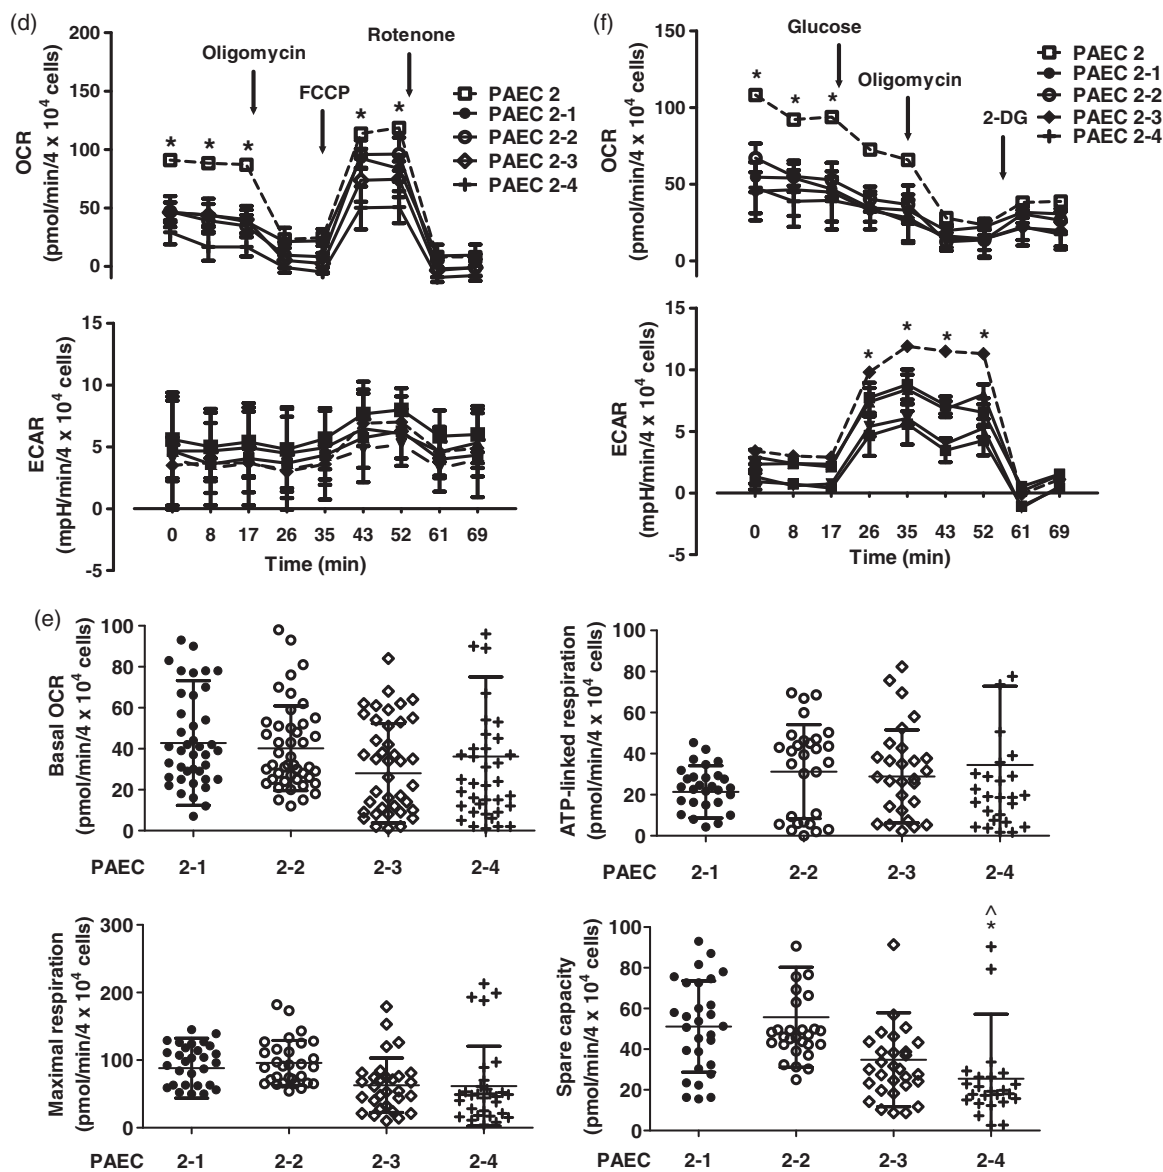 (d)
200
150
100
50
0
OCR
(pmol/min/4 x 10⁴ cells)
Oligomycin
FCCP
Rotenone
* * * * *
PAEC 2
PAEC 2-1
PAEC 2-2
PAEC 2-3
PAEC 2-4
15
10
5
0
-5
ECAR
(mpH/min/4 x 10⁴ cells)
0 8 17 26 35 43 52 61 69
Time (min)
(f)
150
100
50
0
OCR
(pmol/min/4 x 10⁴ cells)
Glucose
Oligomycin
2-DG
* * *
PAEC 2
PAEC 2-1
PAEC 2-2
PAEC 2-3
PAEC 2-4
15
10
5
0
-5
ECAR
(mpH/min/4 x 10⁴ cells)
* * * *
0 8 17 26 35 43 52 61 69
Time (min)
(e)
100
80
60
40
20
0
Basal OCR
(pmol/min/4 x 10⁴ cells)
PAEC 2-1 2-2 2-3 2-4
100
80
60
40
20
0
ATP-linked respiration
(pmol/min/4 x 10⁴ cells)
PAEC 2-1 2-2 2-3 2-4
300
200
100
0
Maximal respiration
(pmol/min/4 x 10⁴ cells)
PAEC 2-1 2-2 2-3 2-4
100
80
60
40
20
0
Spare capacity
(pmol/min/4 x 10⁴ cells)
^
*
PAEC 2-1 2-2 2-3 2-4